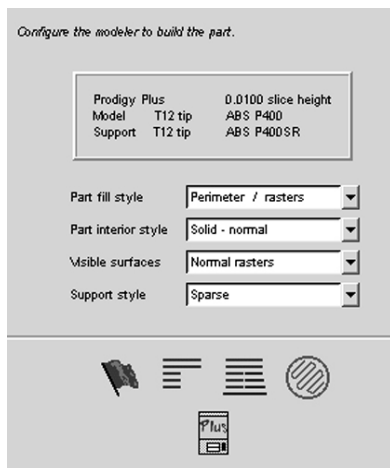 Configure the modeler to build the part.
Prodigy Plus 0.0100 slice height
Model T12 tip ABS P400
Support T12 tip ABS P400SR
Part fill style Perimeter / rasters
Part interior style Solid - normal
Visible surfaces Normal rasters
Support style Sparse
Plus